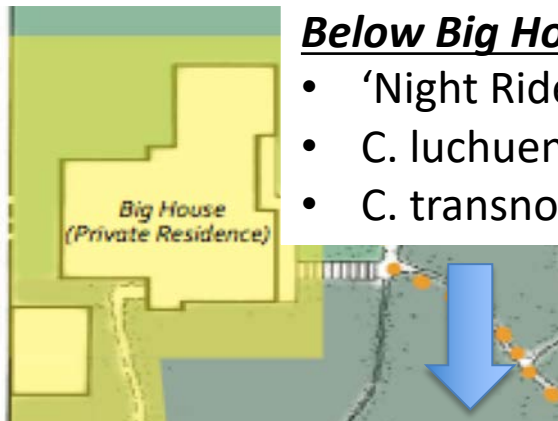 Below Big Ho
• ‘Night Ride
• C. luchuen
• C. transno
Big House
(Private Residence)